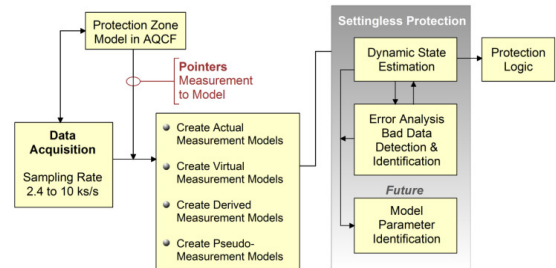 Protection Zone
Model in AQCF
Pointers
Measurement
to Model
Data
Acquisition
Sampling Rate
2.4 to 10 ks/s
Create Actual
Measurement Models
Create Virtual
Measurement Models
Create Derived
Measurement Models
Create Pseudo-
Measurement Models
Settingless Protection
Dynamic State
Estimation
Error Analysis
Bad Data
Detection &
Identification
Future
Model
Parameter
Identification
Protection
Logic